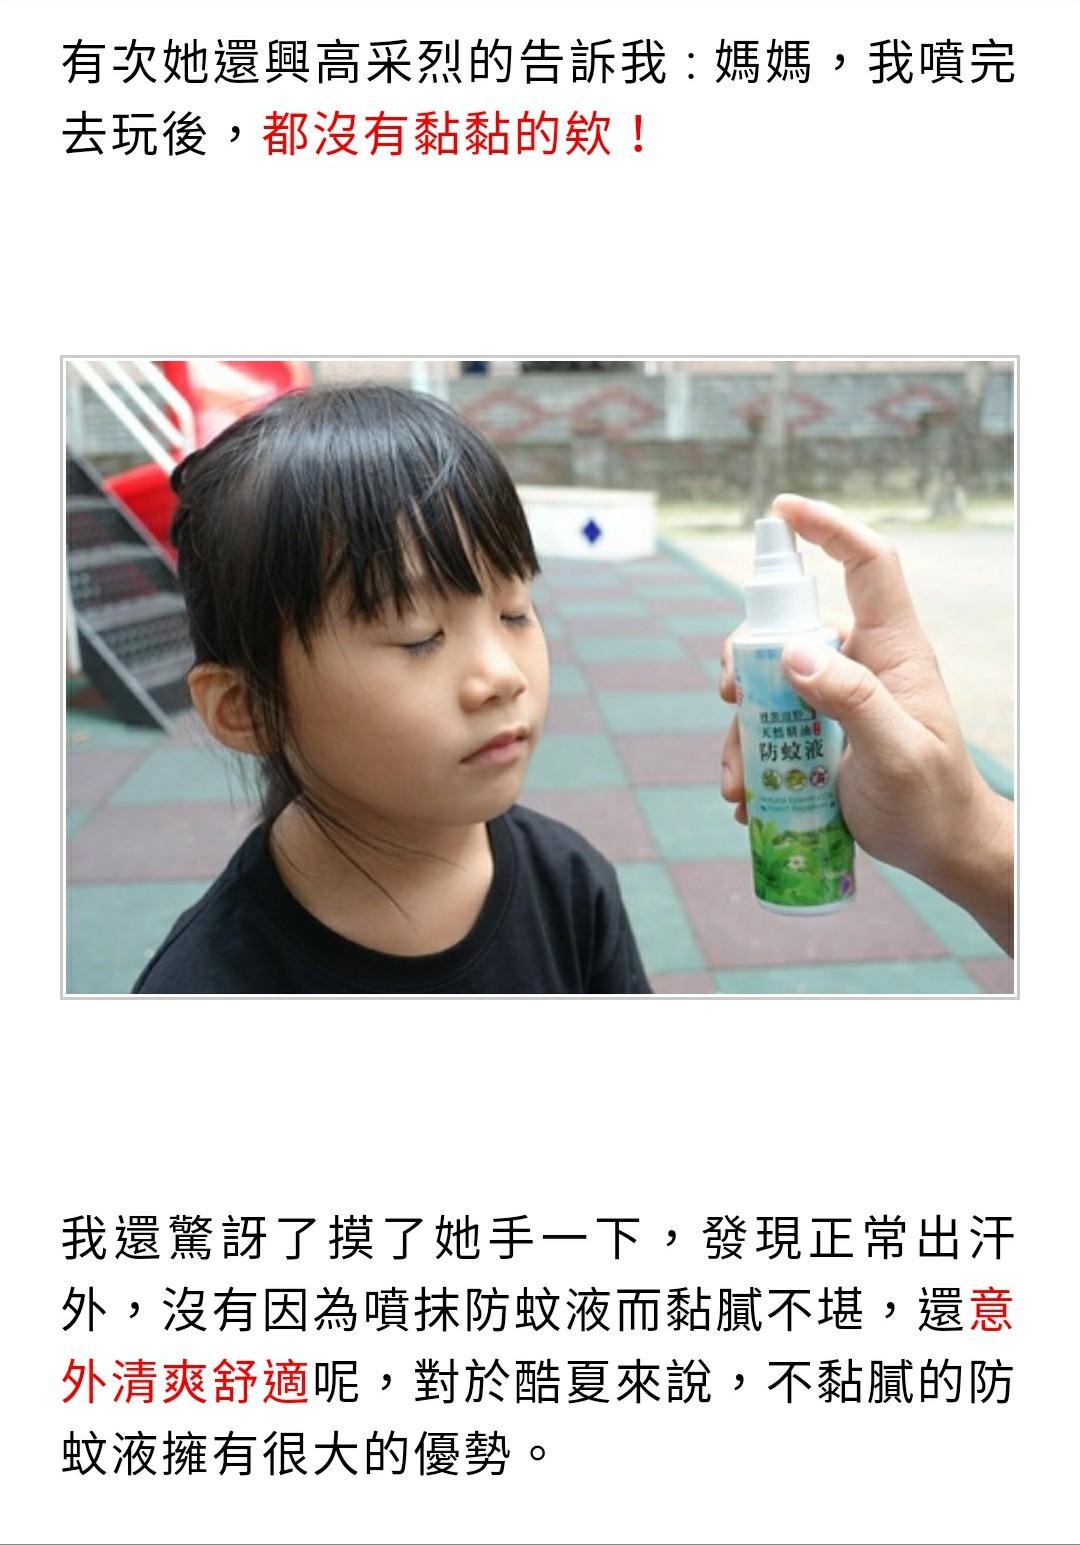 有次她還興高采烈的告訴我：媽媽，我噴完
去玩後，都沒有黏黏的欸！
天然精油
防蚊液
我還驚訝了摸了她手一下，發現正常出汗
外，沒有因為噴抹防蚊液而黏膩不堪，還意
外清爽舒適呢，對於酷夏來說，不黏膩的防
蚊液擁有很大的優勢。